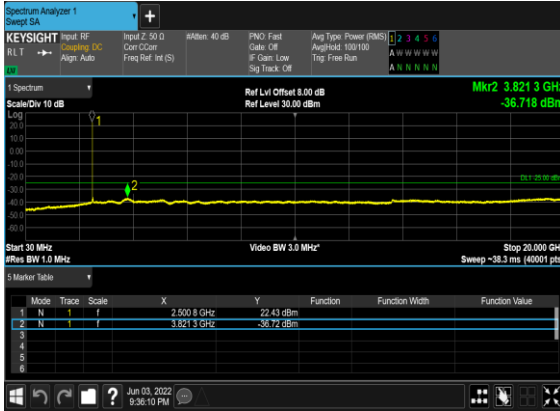 Spectrum Analyzer 1
Swept SA
+
KEYSIGHT Input: RF Input Z: 50 Ω #Atten: 40 dB PNO: Fast Avg Type: Power (RMS) 1 2 3 4 5 6
RLT Coupling: DC Corr CCorr Gate: Off Avg|Hold: 100/100 A W W W W W
Align: Auto Freq Ref: Int (S) IF Gain: Low Trig: Free Run
Sig Track: Off A N N N N N
1 Spectrum Ref Lvl Offset 8.00 dB Mkr2 3.821 3 GHz
Scale/Div 10 dB Ref Level 30.00 dBm -36.718 dBm
Log
20.0
10.0
0.00
-10.0
-20.0
-30.0
-40.0
-50.0
-60.0
1
2
DL1 -25.00 dBm
Start 30 MHz Video BW 3.0 MHz* Stop 20.000 GH
#Res BW 1.0 MHz Sweep ~38.3 ms (40001 pts
5 Marker Table
Mode Trace Scale X Y Function Function Width Function Value
1 N 1 f 2.500 8 GHz 22.43 dBm
2 N 1 f 3.821 3 GHz -36.72 dBm
3
4
5
6
? Jun 03, 2022
9:36:10 PM